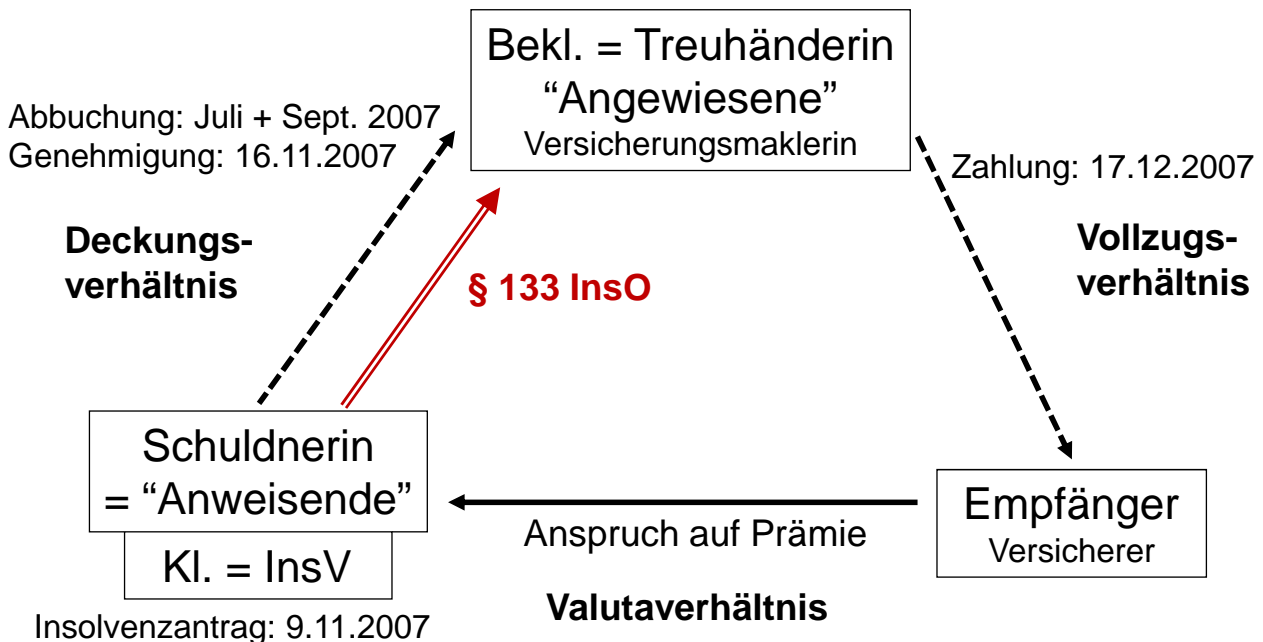 Bekl. = Treuhänderin
“Angewiesene”
Versicherungsmaklerin
Abbuchung: Juli + Sept. 2007
Genehmigung: 16.11.2007
Zahlung: 17.12.2007
Deckungs-
verhältnis
§ 133 InsO
Vollzugs-
verhältnis
Schuldnerin
= “Anweisende”
Kl. = InsV
Insolvenzantrag: 9.11.2007
Anspruch auf Prämie
Valutaverhältnis
Empfänger
Versicherer